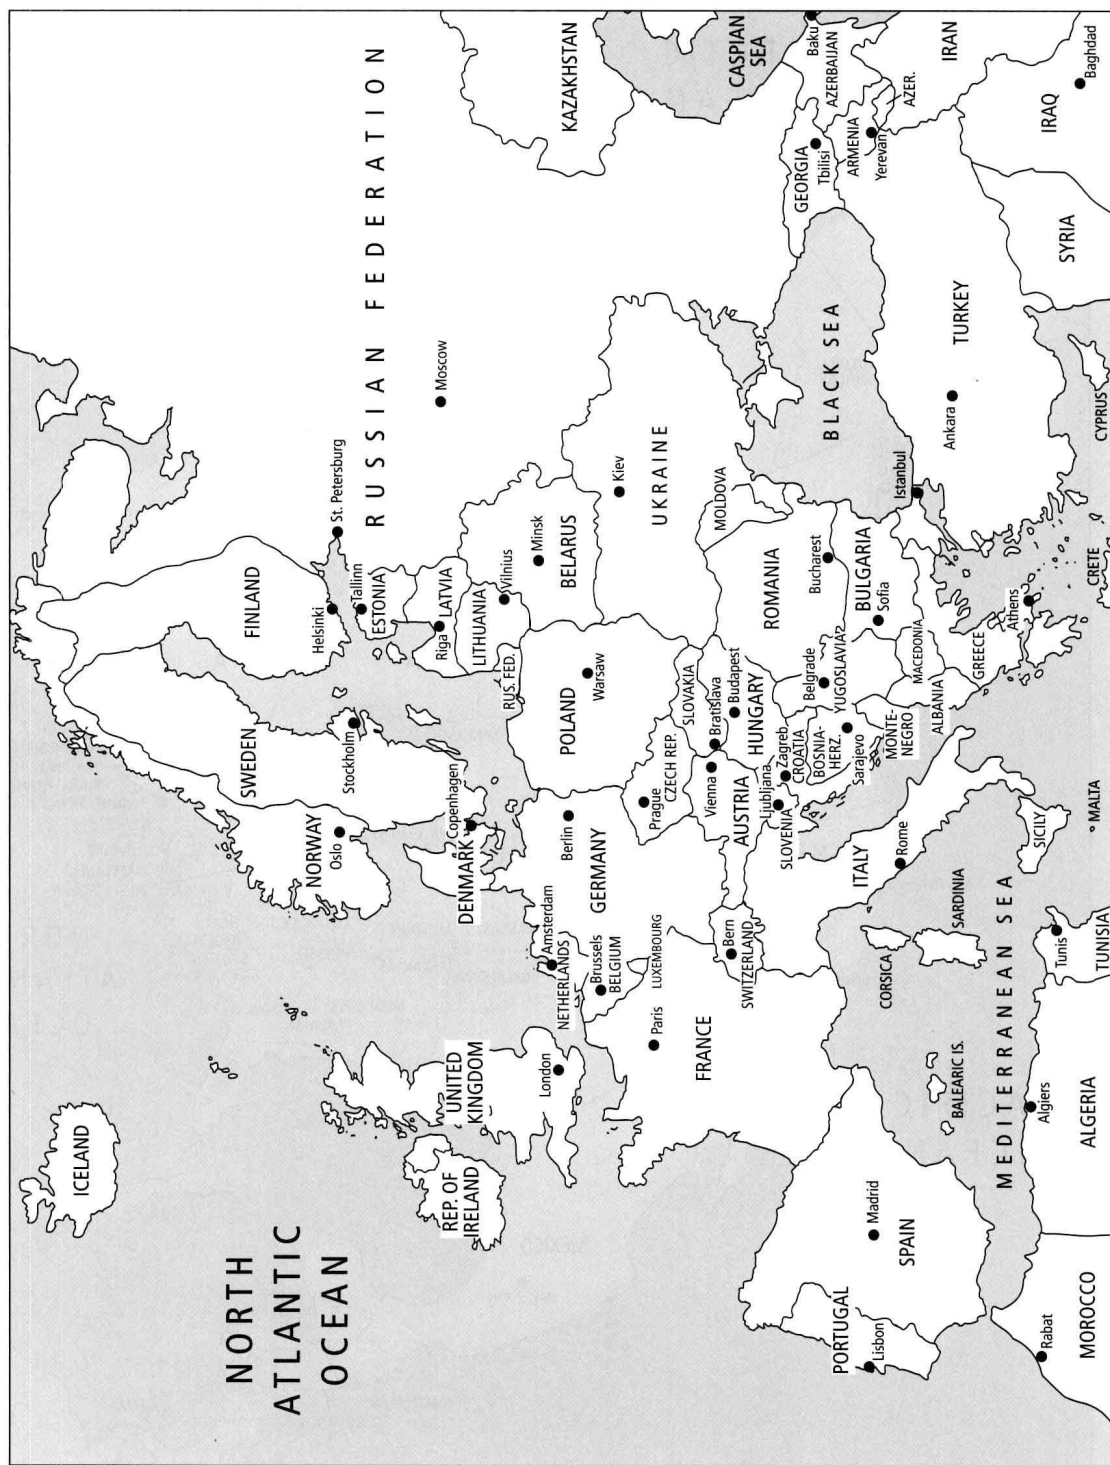 NORTH
ATLANTIC
OCEAN
ICELAND
REP. OF
IRELAND
UNITED
KINGDOM
London
NORWAY
Oslo
SWEDEN
Stockholm
FINLAND
Helsinki
St. Petersburg
Tallinn
ESTONIA
Riga
LATVIA
LITHUANIA
Vilnius
RUS. FED.
RUSSIAN FEDERATION
Moscow
KAZAKHSTAN
CASPIAN
SEA
DENMARK
Copenhagen
NETHERLANDS
Amsterdam
Brussels
BELGIUM
LUXEMBOURG
GERMANY
Berlin
POLAND
Warsaw
BELARUS
Minsk
UKRAINE
Kiev
MOLDOVA
Prague
CZECH REP.
SLOVAKIA
Bratislava
Vienna
AUSTRIA
Budapest
HUNGARY
Paris
FRANCE
Bern
SWITZERLAND
Ljubljana
SLOVENIA
Zagreb
CROATIA
BOSNIA-
HERZ.
Sarajevo
Belgrade
YUGOSLAVIA
MONTE-
NEGRO
ROMANIA
Bucharest
BULGARIA
Sofia
MACEDONIA
ALBANIA
GREECE
Athens
CRETE
BLACK SEA
GEORGIA
Tbilisi
ARMENIA
Yerevan
AZERBAIJAN
Baku
AZER.
IRAN
IRAQ
Baghdad
SYRIA
TURKEY
Ankara
Istanbul
CYPRUS
PORTUGAL
Lisbon
SPAIN
Madrid
BALEARIC IS.
CORSICA
SARDINIA
ITALY
Rome
SICILY
MALTA
MEDITERRANEAN SEA
MOROCCO
Rabat
ALGERIA
Algiers
TUNISIA
Tunis